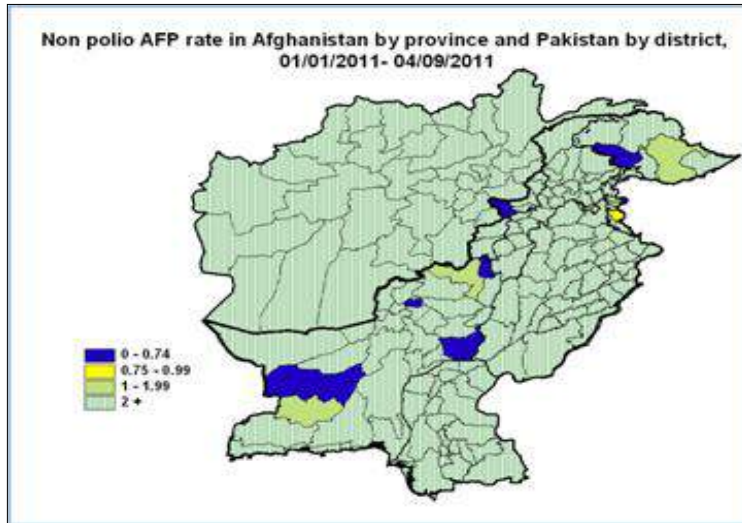 Non polio AFP rate in Afghanistan by province and Pakistan by district,
01/01/2011- 04/09/2011
0 - 0.74
0.75 - 0.99
1 - 1.99
2 +